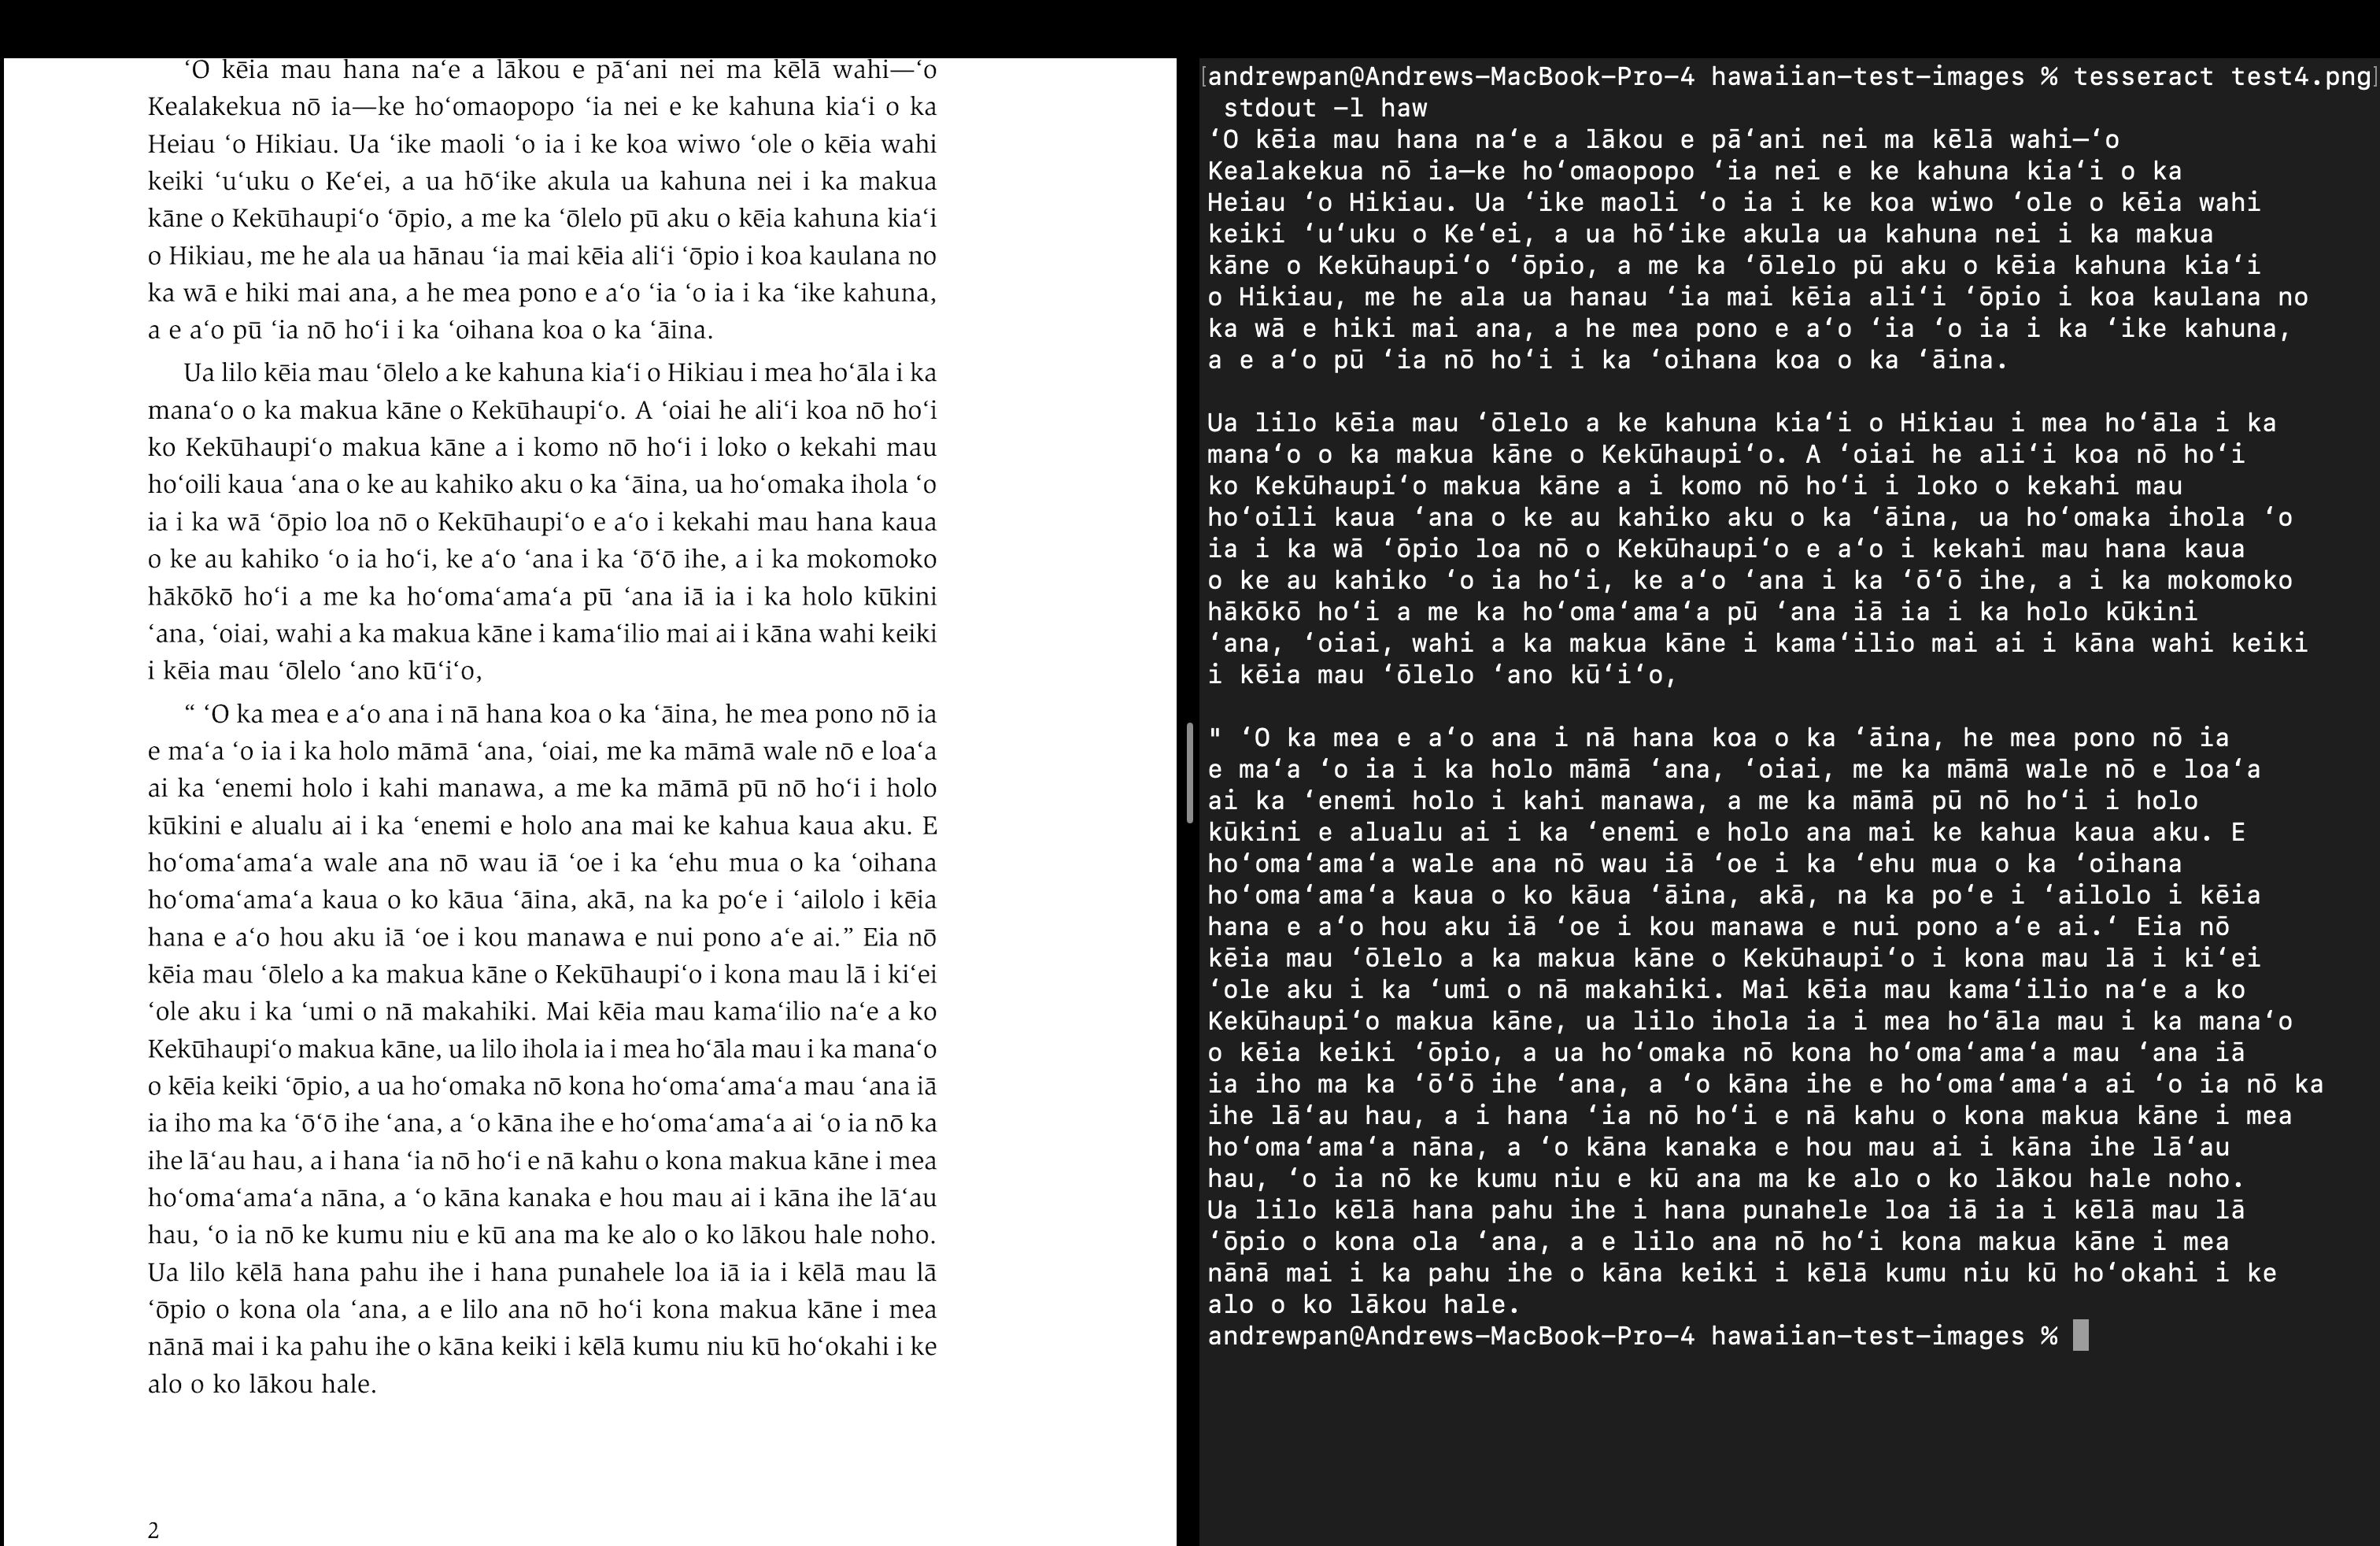 ‘O kēia mau hana na‘e a lākou e pā‘ani nei ma kēlā wahi—‘o
Kealakekua nō ia—ke ho‘omaopopo ‘ia nei e ke kahuna kia‘i o ka
Heiau ‘o Hikiau. Ua ‘ike maoli ‘o ia i ke koa wiwo ‘ole o kēia wahi
keiki ‘u‘uku o Ke‘ei, a ua hō‘ike akula ua kahuna nei i ka makua
kāne o Kekūhaupi‘o ‘ōpio, a me ka ‘ōlelo pū aku o kēia kahuna kia‘i
o Hikiau, me he ala ua hānau ‘ia mai kēia ali‘i ‘ōpio i koa kaulana no
ka wā e hiki mai ana, a he mea pono e a‘o ‘ia ‘o ia i ka ‘ike kahuna,
a e a‘o pū ‘ia nō ho‘i i ka ‘oihana koa o ka ‘āina.
Ua lilo kēia mau ‘ōlelo a ke kahuna kia‘i o Hikiau i mea ho‘āla i ka
mana‘o o ka makua kāne o Kekūhaupi‘o. A ‘oiai he ali‘i koa nō ho‘i
ko Kekūhaupi‘o makua kāne a i komo nō ho‘i i loko o kekahi mau
ho‘oili kaua ‘ana o ke au kahiko aku o ka ‘āina, ua ho‘omaka ihola ‘o
ia i ka wā ‘ōpio loa nō o Kekūhaupi‘o e a‘o i kekahi mau hana kaua
o ke au kahiko ‘o ia ho‘i, ke a‘o ‘ana i ka ‘ō‘ō ihe, a i ka mokomoko
hākōkō ho‘i a me ka ho‘oma‘ama‘a pū ‘ana iā ia i ka holo kūkini
‘ana, ‘oiai, wahi a ka makua kāne i kama‘ilio mai ai i kāna wahi keiki
i kēia mau ‘ōlelo ‘ano kū‘i‘o,
“ ‘O ka mea e a‘o ana i nā hana koa o ka ‘āina, he mea pono nō ia
e ma‘a ‘o ia i ka holo māmā ‘ana, ‘oiai, me ka māmā wale nō e loa‘a
ai ka ‘enemi holo i kahi manawa, a me ka māmā pū nō ho‘i i holo
kūkini e alualu ai i ka ‘enemi e holo ana mai ke kahua kaua aku. E
ho‘oma‘ama‘a wale ana nō wau iā ‘oe i ka ‘ehu mua o ka ‘oihana
ho‘oma‘ama‘a kaua o ko kāua ‘āina, akā, na ka po‘e i ‘ailolo i kēia
hana e a‘o hou aku iā ‘oe i kou manawa e nui pono a‘e ai.” Eia nō
kēia mau ‘ōlelo a ka makua kāne o Kekūhaupi‘o i kona mau lā i ki‘ei
‘ole aku i ka ‘umi o nā makahiki. Mai kēia mau kama‘ilio na‘e a ko
Kekūhaupi‘o makua kāne, ua lilo ihola ia i mea ho‘āla mau i ka mana‘o
o kēia keiki ‘ōpio, a ua ho‘omaka nō kona ho‘oma‘ama‘a mau ‘ana iā
ia iho ma ka ‘ō‘ō ihe ‘ana, a ‘o kāna ihe e ho‘oma‘ama‘a ai ‘o ia nō ka
ihe lā‘au hau, a i hana ‘ia nō ho‘i e nā kahu o kona makua kāne i mea
ho‘oma‘ama‘a nāna, a ‘o kāna kanaka e hou mau ai i kāna ihe lā‘au
hau, ‘o ia nō ke kumu niu e kū ana ma ke alo o ko lākou hale noho.
Ua lilo kēlā hana pahu ihe i hana punahele loa iā ia i kēlā mau lā
‘ōpio o kona ola ‘ana, a e lilo ana nō ho‘i kona makua kāne i mea
nānā mai i ka pahu ihe o kāna keiki i kēlā kumu niu kū ho‘okahi i ke
alo o ko lākou hale.
2
[andrewpan@Andrews-MacBook-Pro-4 hawaiian-test-images % tesseract test4.png]
stdout -l haw
‘O kēia mau hana na‘e a lākou e pā‘ani nei ma kēlā wahi—‘o
Kealakekua nō ia—ke ho‘omaopopo ‘ia nei e ke kahuna kia‘i o ka
Heiau ‘o Hikiau. Ua ‘ike maoli ‘o ia i ke koa wiwo ‘ole o kēia wahi
keiki ‘u‘uku o Ke‘ei, a ua hō‘ike akula ua kahuna nei i ka makua
kāne o Kekūhaupi‘o ‘ōpio, a me ka ‘ōlelo pū aku o kēia kahuna kia‘i
o Hikiau, me he ala ua hanau ‘ia mai kēia ali‘i ‘ōpio i koa kaulana no
ka wā e hiki mai ana, a he mea pono e a‘o ‘ia ‘o ia i ka ‘ike kahuna,
a e a‘o pū ‘ia nō ho‘i i ka ‘oihana koa o ka ‘āina.
Ua lilo kēia mau ‘ōlelo a ke kahuna kia‘i o Hikiau i mea ho‘āla i ka
mana‘o o ka makua kāne o Kekūhaupi‘o. A ‘oiai he ali‘i koa nō ho‘i
ko Kekūhaupi‘o makua kāne a i komo nō ho‘i i loko o kekahi mau
ho‘oili kaua ‘ana o ke au kahiko aku o ka ‘āina, ua ho‘omaka ihola ‘o
ia i ka wā ‘ōpio loa nō o Kekūhaupi‘o e a‘o i kekahi mau hana kaua
o ke au kahiko ‘o ia ho‘i, ke a‘o ‘ana i ka ‘ō‘ō ihe, a i ka mokomoko
hākōkō ho‘i a me ka ho‘oma‘ama‘a pū ‘ana iā ia i ka holo kūkini
‘ana, ‘oiai, wahi a ka makua kāne i kama‘ilio mai ai i kāna wahi keiki
i kēia mau ‘ōlelo ‘ano kū‘i‘o,
" ‘O ka mea e a‘o ana i nā hana koa o ka ‘āina, he mea pono nō ia
e ma‘a ‘o ia i ka holo māmā ‘ana, ‘oiai, me ka māmā wale nō e loa‘a
ai ka ‘enemi holo i kahi manawa, a me ka māmā pū nō ho‘i i holo
kūkini e alualu ai i ka ‘enemi e holo ana mai ke kahua kaua aku. E
ho‘oma‘ama‘a wale ana nō wau iā ‘oe i ka ‘ehu mua o ka ‘oihana
ho‘oma‘ama‘a kaua o ko kāua ‘āina, akā, na ka po‘e i ‘ailolo i kēia
hana e a‘o hou aku iā ‘oe i kou manawa e nui pono a‘e ai.‘ Eia nō
kēia mau ‘ōlelo a ka makua kāne o Kekūhaupi‘o i kona mau lā i ki‘ei
‘ole aku i ka ‘umi o nā makahiki. Mai kēia mau kama‘ilio na‘e a ko
Kekūhaupi‘o makua kāne, ua lilo ihola ia i mea ho‘āla mau i ka mana‘o
o kēia keiki ‘ōpio, a ua ho‘omaka nō kona ho‘oma‘ama‘a mau ‘ana iā
ia iho ma ka ‘ō‘ō ihe ‘ana, a ‘o kāna ihe e ho‘oma‘ama‘a ai ‘o ia nō ka
ihe lā‘au hau, a i hana ‘ia nō ho‘i e nā kahu o kona makua kāne i mea
ho‘oma‘ama‘a nāna, a ‘o kāna kanaka e hou mau ai i kāna ihe lā‘au
hau, ‘o ia nō ke kumu niu e kū ana ma ke alo o ko lākou hale noho.
Ua lilo kēlā hana pahu ihe i hana punahele loa iā ia i kēlā mau lā
‘ōpio o kona ola ‘ana, a e lilo ana nō ho‘i kona makua kāne i mea
nānā mai i ka pahu ihe o kāna keiki i kēlā kumu niu kū ho‘okahi i ke
alo o ko lākou hale.
andrewpan@Andrews-MacBook-Pro-4 hawaiian-test-images %